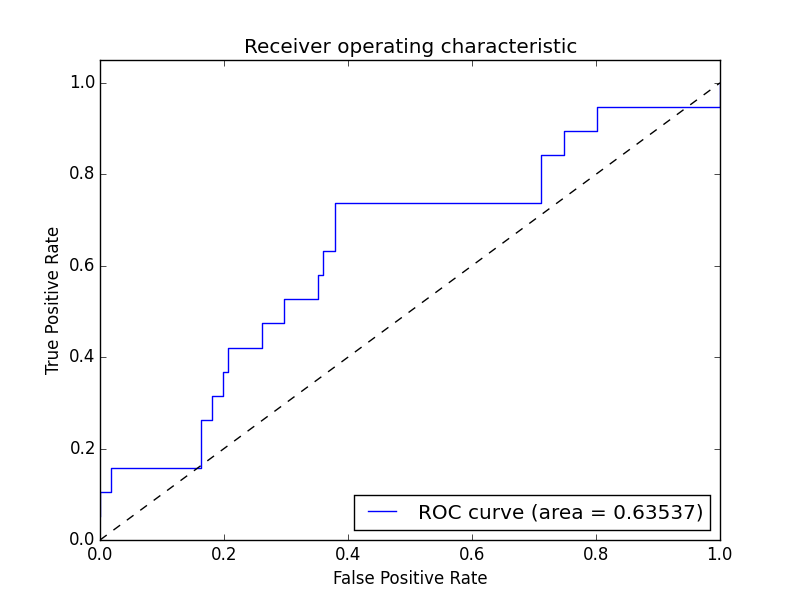 Receiver operating characteristic
1.0
0.8
0.6
0.4
0.2
0.0
True Positive Rate
ROC curve (area = 0.63537)
0.0 0.2 0.4 0.6 0.8 1.0
False Positive Rate